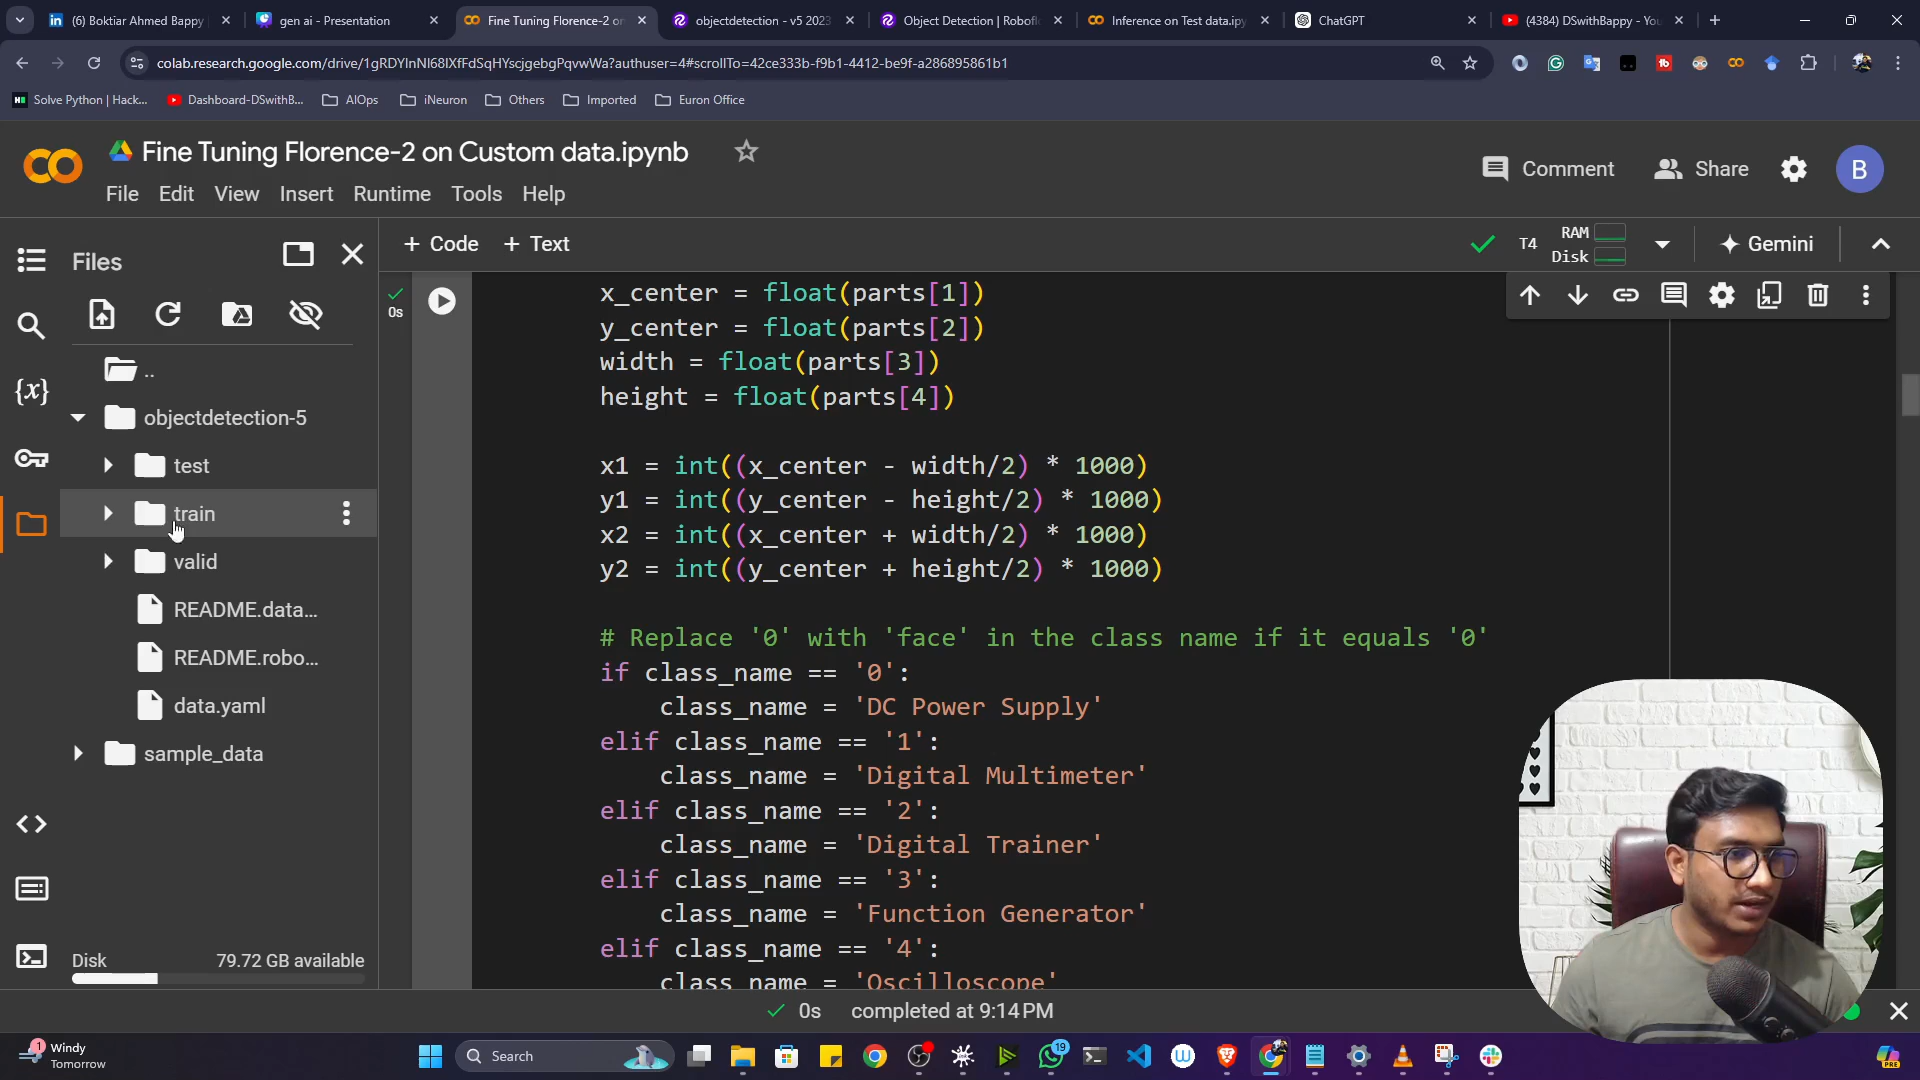 (6) Boktiar Ahmed Bappy
gen ai - Presentation
Fine Tuning Florence-2 on
objectdetection - v5 2023
Object Detection | Robofl
Inference on Test data.ipy
ChatGPT
(4384) DSwithBappy - You
colab.research.google.com/drive/1gRDYlnNl68IXfFdSqHYscjgebgPqvwWa?authuser=4#scrollTo=42ce333b-f9b1-4412-be9f-a286895861b1
Solve Python | Hack...
Dashboard-DSwithB...
AIOps
iNeuron
Others
Imported
Euron Office
Fine Tuning Florence-2 on Custom data.ipynb
Comment
Share
B
File Edit View Insert Runtime Tools Help
Files
+ Code + Text
T4
RAM
Disk
Gemini
..
objectdetection-5
test
train
valid
README.data...
README.robo...
data.yaml
sample_data
Disk 79.72 GB available
0s
x_center = float(parts[1])
y_center = float(parts[2])
width = float(parts[3])
height = float(parts[4])
x1 = int((x_center - width/2) * 1000)
y1 = int((y_center - height/2) * 1000)
x2 = int((x_center + width/2) * 1000)
y2 = int((y_center + height/2) * 1000)
# Replace '0' with 'face' in the class name if it equals '0'
if class_name == '0':
class_name = 'DC Power Supply'
elif class_name == '1':
class_name = 'Digital Multimeter'
elif class_name == '2':
class_name = 'Digital Trainer'
elif class_name == '3':
class_name = 'Function Generator'
elif class_name == '4':
class_name = 'Oscilloscope'
0s completed at 9:14 PM
1
Windy
Tomorrow
Search
19
PRE